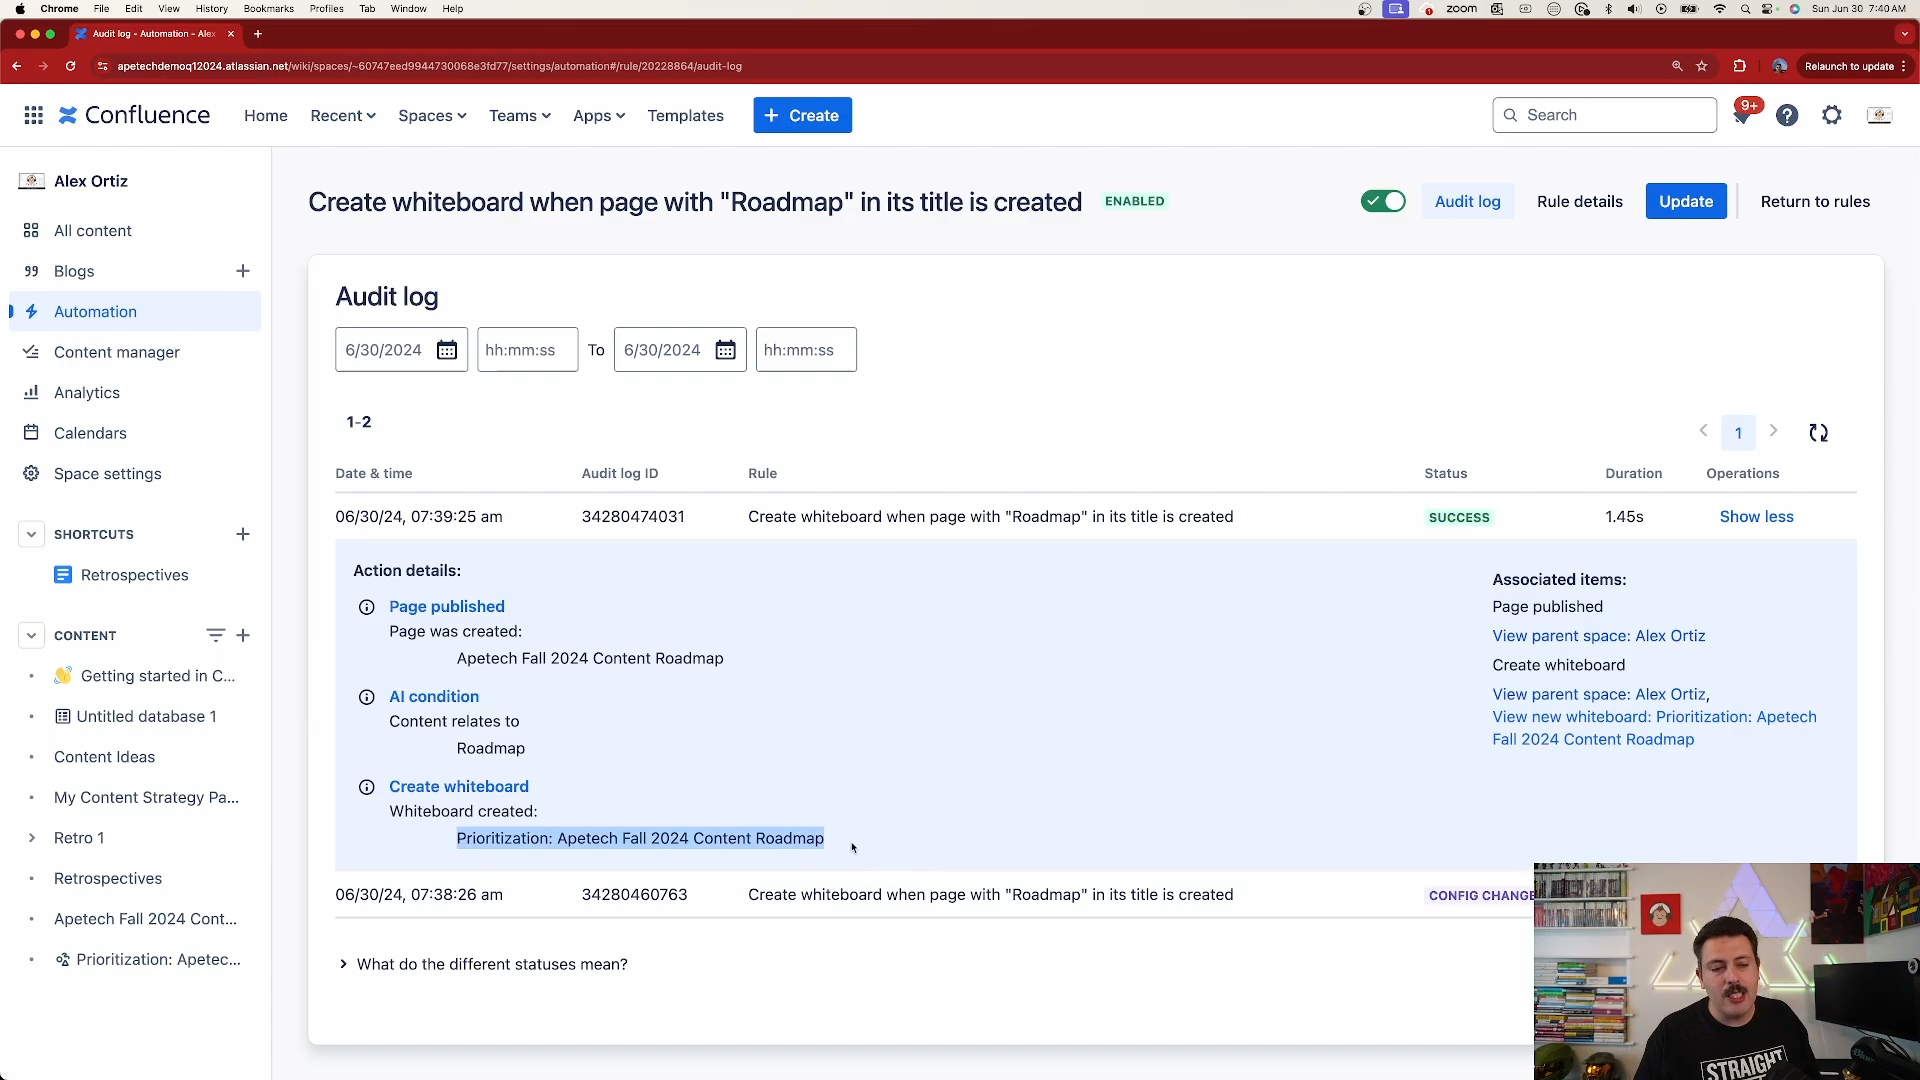 Chrome File Edit View History Bookmarks Profiles Tab Window Help
zoom Sun Jun 30 7:40 AM
Audit log - Automation - Alex
apetechdemoq12024.atlassian.net/wiki/spaces/~60747eed9944730068e3fd77/settings/automation#/rule/20228864/audit-log
Relaunch to update
Confluence Home Recent Spaces Teams Apps Templates + Create
Search
9+
Alex Ortiz
All content
Blogs
Automation
Content manager
Analytics
Calendars
Space settings
SHORTCUTS
Retrospectives
CONTENT
Getting started in C...
Untitled database 1
Content Ideas
My Content Strategy Pa...
Retro 1
Retrospectives
Apetech Fall 2024 Cont...
Prioritization: Apetec...
Create whiteboard when page with "Roadmap" in its title is created ENABLED
Audit log Rule details Update Return to rules
Audit log
6/30/2024 hh:mm:ss To 6/30/2024 hh:mm:ss
1-2
1
Date & time Audit log ID Rule Status Duration Operations
06/30/24, 07:39:25 am 34280474031 Create whiteboard when page with "Roadmap" in its title is created SUCCESS 1.45s Show less
Action details:
Page published
Page was created:
Apetech Fall 2024 Content Roadmap
AI condition
Content relates to
Roadmap
Create whiteboard
Whiteboard created:
Prioritization: Apetech Fall 2024 Content Roadmap
Associated items:
Page published
View parent space: Alex Ortiz
Create whiteboard
View parent space: Alex Ortiz,
View new whiteboard: Prioritization: Apetech
Fall 2024 Content Roadmap
06/30/24, 07:38:26 am 34280460763 Create whiteboard when page with "Roadmap" in its title is created CONFIG CHANGE
What do the different statuses mean?
STRAIGHT